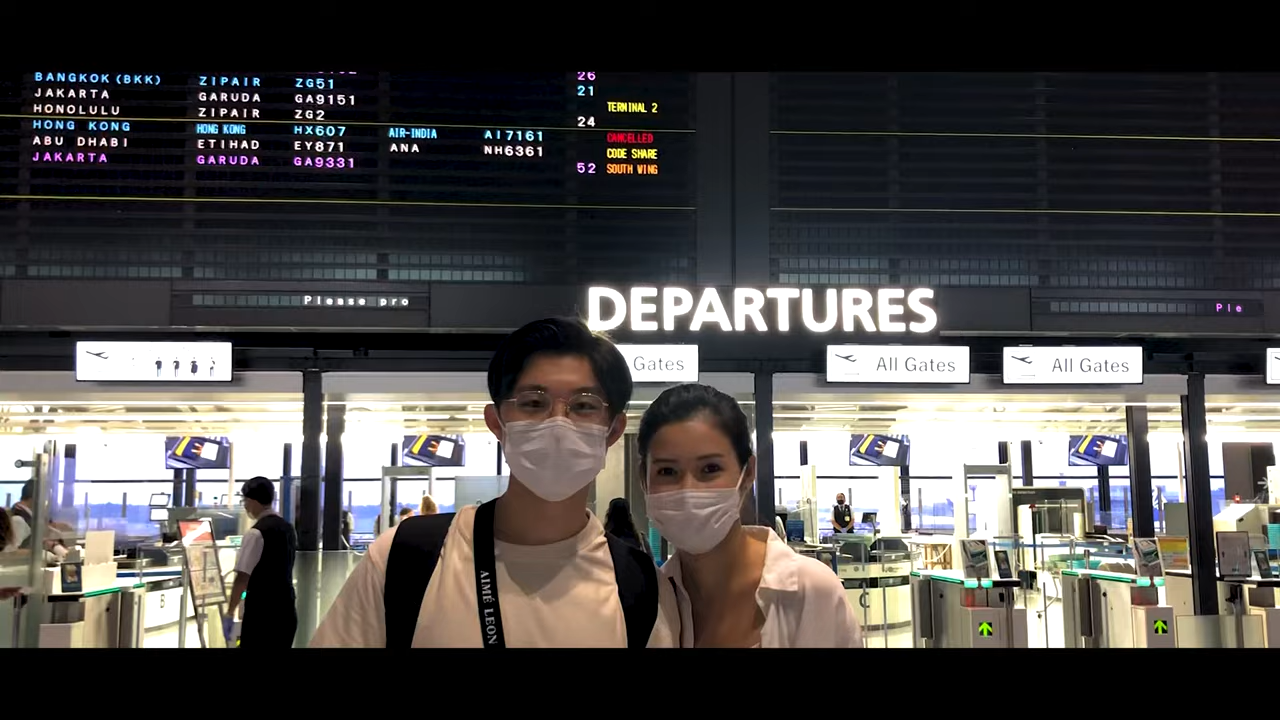 BANGKOK (BKK) ZIPAIR ZG51 26
JAKARTA GARUDA GA9151 21
HONOLULU ZIPAIR ZG2 TERMINAL 2
HONG KONG HONG KONG HX607 AIR-INDIA AI7161 24
ABU DHABI ETIHAD EY871 ANA NH6361 CANCELLED
JAKARTA GARUDA GA9331 CODE SHARE
52 SOUTH WING
Please pro
DEPARTURES
Ple
Gates
All Gates
All Gates
AIMÉ LEON
C